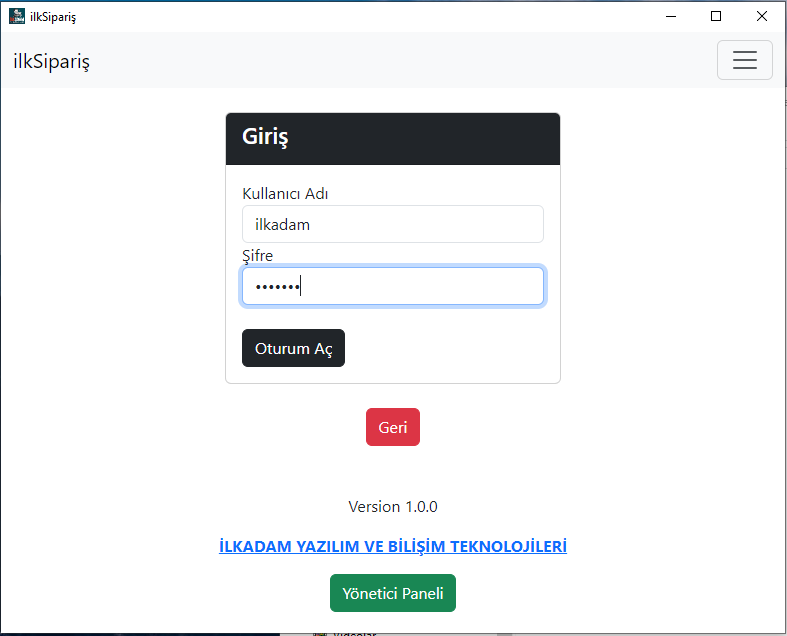 ilkSipariş
ilkSipariş
Giriş
Kullanıcı Adı
ilkadam
Şifre
•••••••
Oturum Aç
Geri
Version 1.0.0
İLKADAM YAZILIM VE BİLİŞİM TEKNOLOJİLERİ
Yönetici Paneli